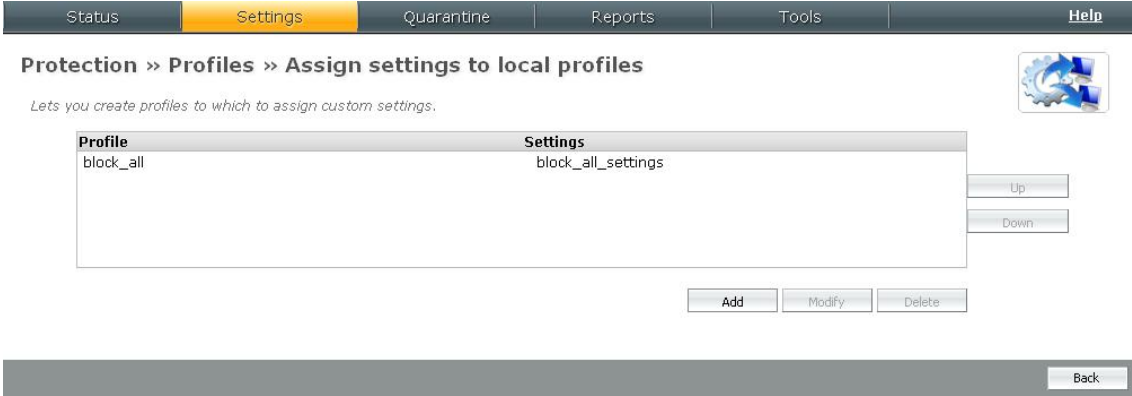 Status Settings Quarantine Reports Tools Help
Protection » Profiles » Assign settings to local profiles
Lets you create profiles to which to assign custom settings.
Profile Settings
block_all block_all_settings
Up
Down
Add Modify Delete
Back